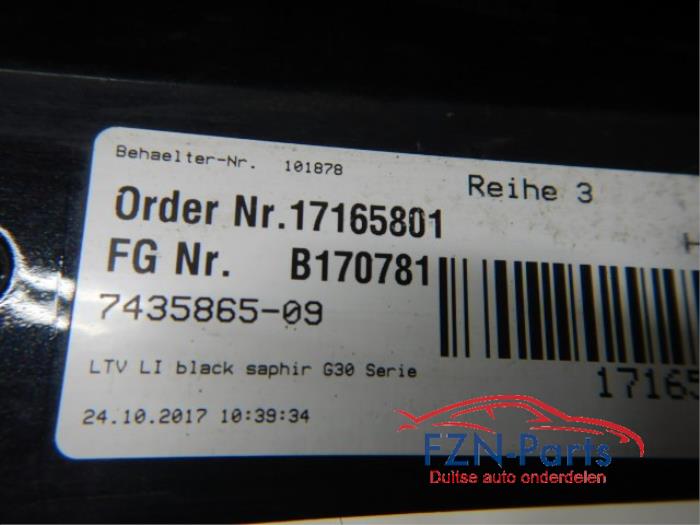 Behaelter-Nr. 101878
Reihe 3
Order Nr.17165801
FG Nr. B170781
7435865-09
LTV LI black saphir G30 Serie
17165
24.10.2017 10:39:34
FZN-Parts
Duitse auto onderdelen